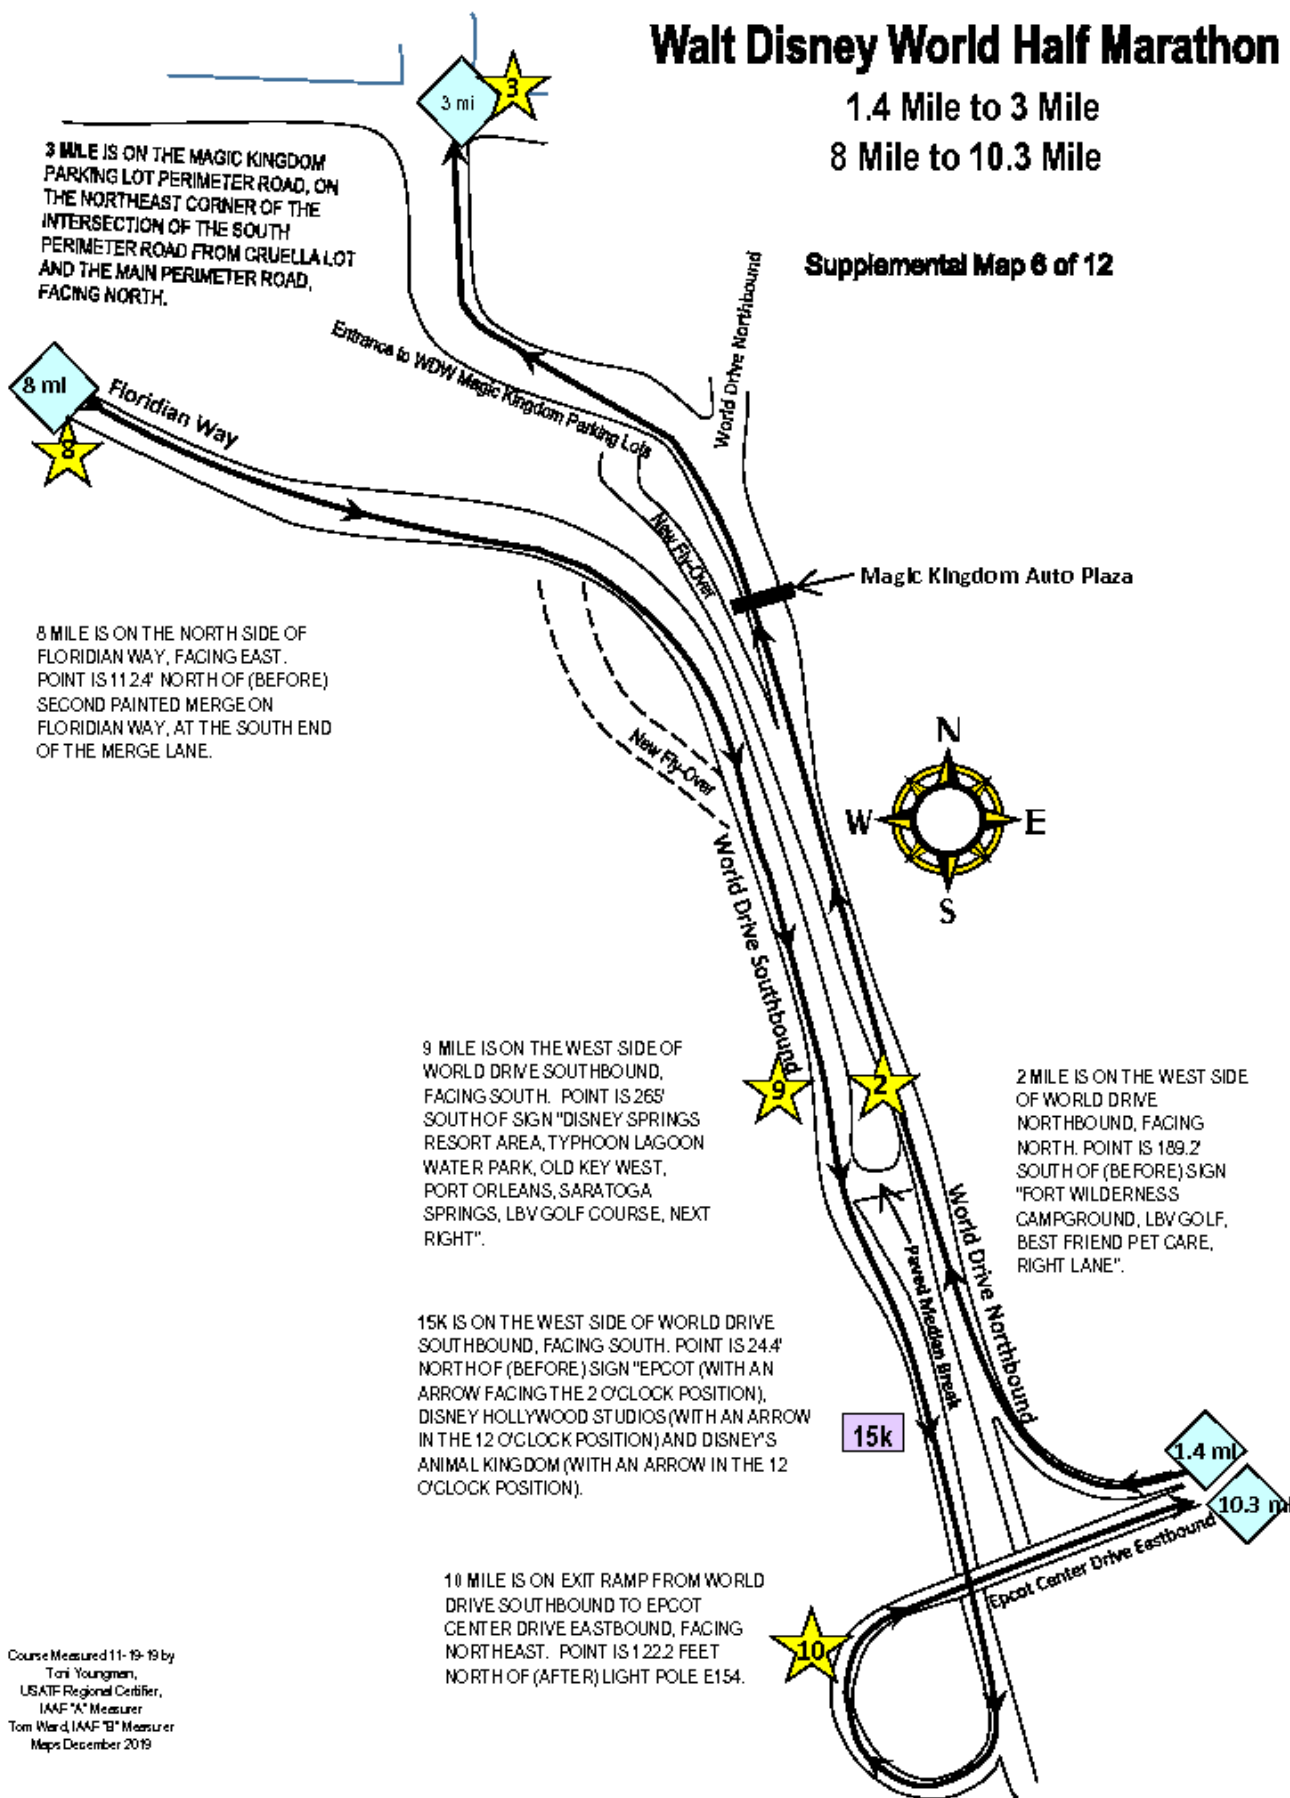 Walt Disney World Half Marathon
1.4 Mile to 3 Mile
8 Mile to 10.3 Mile
Supplemental Map 6 of 12
3 mi
3
3 MILE IS ON THE MAGIC KINGDOM
PARKING LOT PERIMETER ROAD, ON
THE NORTHEAST CORNER OF THE
INTERSECTION OF THE SOUTH
PERIMETER ROAD FROM CRUELLA LOT
AND THE MAIN PERIMETER ROAD,
FACING NORTH.
World Drive Northbound
Entrance to WDW Magic Kingdom Parking Lots
8 mi
Floridian Way
8
New Fly-Over
Magic Kingdom Auto Plaza
8 MILE IS ON THE NORTH SIDE OF
FLORIDIAN WAY, FACING EAST.
POINT IS 112.4' NORTH OF (BEFORE)
SECOND PAINTED MERGE ON
FLORIDIAN WAY, AT THE SOUTH END
OF THE MERGE LANE.
New Fly-Over
N
W
E
S
World Drive Southbound
9 MILE IS ON THE WEST SIDE OF
WORLD DRIVE SOUTHBOUND,
FACING SOUTH. POINT IS 265'
SOUTH OF SIGN "DISNEY SPRINGS
RESORT AREA, TYPHOON LAGOON
WATER PARK, OLD KEY WEST,
PORT ORLEANS, SARATOGA
SPRINGS, LBV GOLF COURSE, NEXT
RIGHT".
9
2
2 MILE IS ON THE WEST SIDE
OF WORLD DRIVE
NORTHBOUND, FACING
NORTH. POINT IS 189.2'
SOUTH OF (BEFORE) SIGN
"FORT WILDERNESS
CAMPGROUND, LBV GOLF,
BEST FRIEND PET CARE,
RIGHT LANE".
World Drive Northbound
Paved Median Break
15K IS ON THE WEST SIDE OF WORLD DRIVE
SOUTHBOUND, FACING SOUTH. POINT IS 24.4'
NORTH OF (BEFORE) SIGN "EPCOT (WITH AN
ARROW FACING THE 2 O'CLOCK POSITION),
DISNEY HOLLYWOOD STUDIOS (WITH AN ARROW
IN THE 12 O'CLOCK POSITION) AND DISNEY'S
ANIMAL KINGDOM (WITH AN ARROW IN THE 12
O'CLOCK POSITION).
15k
1.4 mi
10.3 mi
Epcot Center Drive Eastbound
10 MILE IS ON EXIT RAMP FROM WORLD
DRIVE SOUTHBOUND TO EPCOT
CENTER DRIVE EASTBOUND, FACING
NORTHEAST. POINT IS 122.2 FEET
NORTH OF (AFTER) LIGHT POLE E154.
10
Course Measured 11-19-19 by
Toni Youngman,
USATF Regional Certifier,
IAAF "A" Measurer
Tom Ward, IAAF "B" Measurer
Maps December 2019